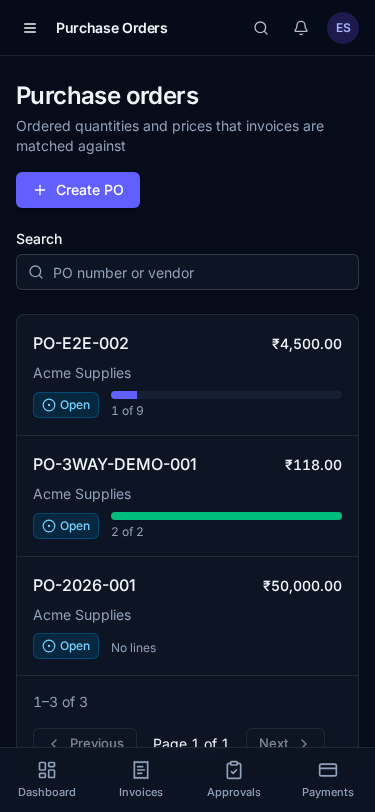 Purchase Orders
ES
Purchase orders
Ordered quantities and prices that invoices are
matched against
Create PO
Search
PO number or vendor
PO-E2E-002 ₹4,500.00
Acme Supplies
Open
1 of 9
PO-3WAY-DEMO-001 ₹118.00
Acme Supplies
Open
2 of 2
PO-2026-001 ₹50,000.00
Acme Supplies
Open No lines
1–3 of 3
Previous Page 1 of 1 Next
Dashboard Invoices Approvals Payments